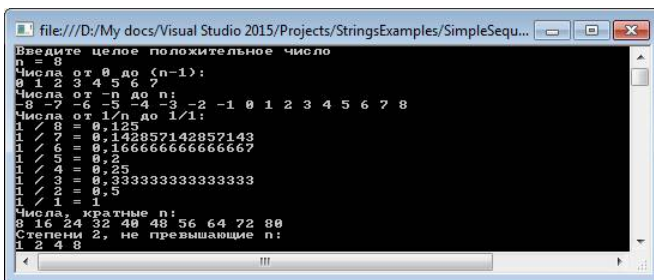 file:///D:/My docs/Visual Studio 2015/Projects/StringsExamples/SimpleSequ...
Введите целое положительное число
n = 8
Числа от 0 до (n-1):
0 1 2 3 4 5 6 7
Числа от -n до n:
-8 -7 -6 -5 -4 -3 -2 -1 0 1 2 3 4 5 6 7 8
Числа от 1/n до 1/1:
1 / 8 = 0,125
1 / 7 = 0,142857142857143
1 / 6 = 0,166666666666667
1 / 5 = 0,2
1 / 4 = 0,25
1 / 3 = 0,333333333333333
1 / 2 = 0,5
1 / 1 = 1
Числа, кратные n:
8 16 24 32 40 48 56 64 72 80
Степени 2, не превышающие n:
1 2 4 8